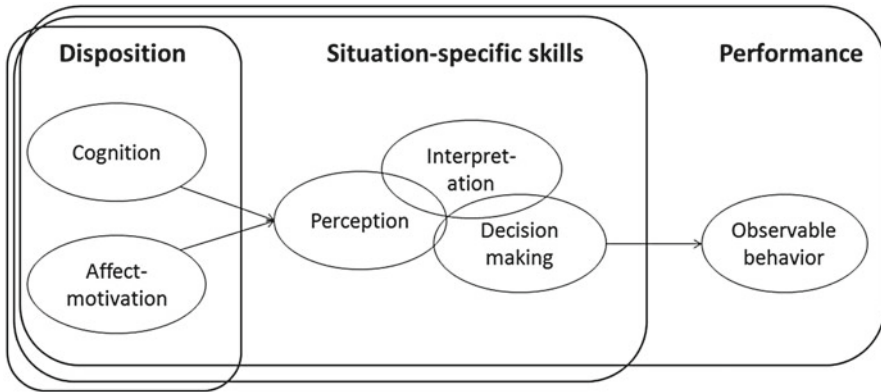 Disposition
Situation-specific skills
Performance
Cognition
Affect-
motivation
Perception
Interpret-
ation
Decision
making
Observable
behavior